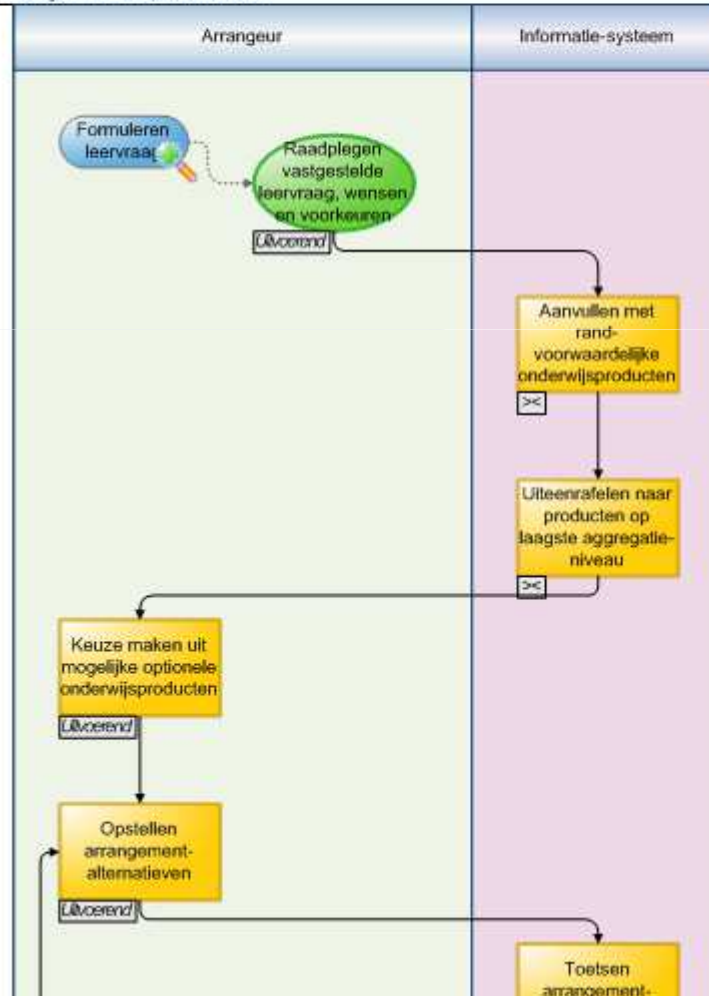 Arrangeur
Informatie-systeem
Formuleren
leervraag
Raadplegen
vastgestelde
leervraag, wensen
en voorkeuren
Uitvoerend
Aanvullen met
rand-
voorwaardelijke
onderwijsproducten
><
Uiteenrafelen naar
producten op
laagste aggregatie-
niveau
><
Keuze maken uit
mogelijke optionele
onderwijsproducten
Uitvoerend
Opstellen
arrangement-
alternatieven
Uitvoerend
Toetsen
arrangement-